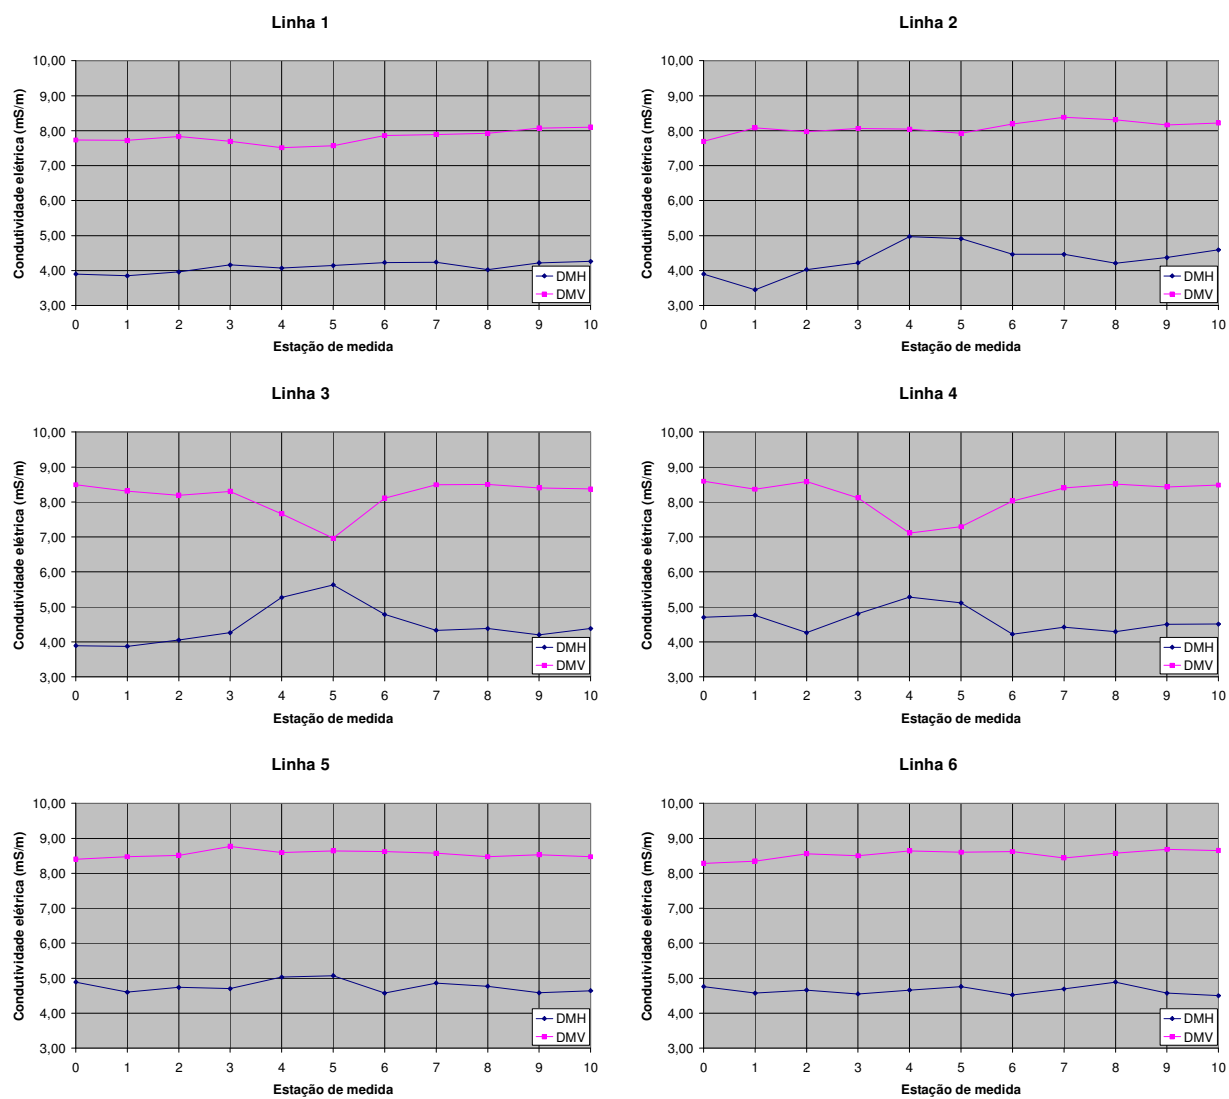 Linha 1
Condutividade elétrica (mS/m)
10,00
9,00
8,00
7,00
6,00
5,00
4,00
3,00
0 1 2 3 4 5 6 7 8 9 10
Estação de medida
DMH
DMV
Linha 2
Condutividade elétrica (mS/m)
10,00
9,00
8,00
7,00
6,00
5,00
4,00
3,00
0 1 2 3 4 5 6 7 8 9 10
Estação de medida
DMH
DMV
Linha 3
Condutividade elétrica (mS/m)
10,00
9,00
8,00
7,00
6,00
5,00
4,00
3,00
0 1 2 3 4 5 6 7 8 9 10
Estação de medida
DMH
DMV
Linha 4
Condutividade elétrica (mS/m)
10,00
9,00
8,00
7,00
6,00
5,00
4,00
3,00
0 1 2 3 4 5 6 7 8 9 10
Estação de medida
DMH
DMV
Linha 5
Condutividade elétrica (mS/m)
10,00
9,00
8,00
7,00
6,00
5,00
4,00
3,00
0 1 2 3 4 5 6 7 8 9 10
Estação de medida
DMH
DMV
Linha 6
Condutividade elétrica (mS/m)
10,00
9,00
8,00
7,00
6,00
5,00
4,00
3,00
0 1 2 3 4 5 6 7 8 9 10
Estação de medida
DMH
DMV